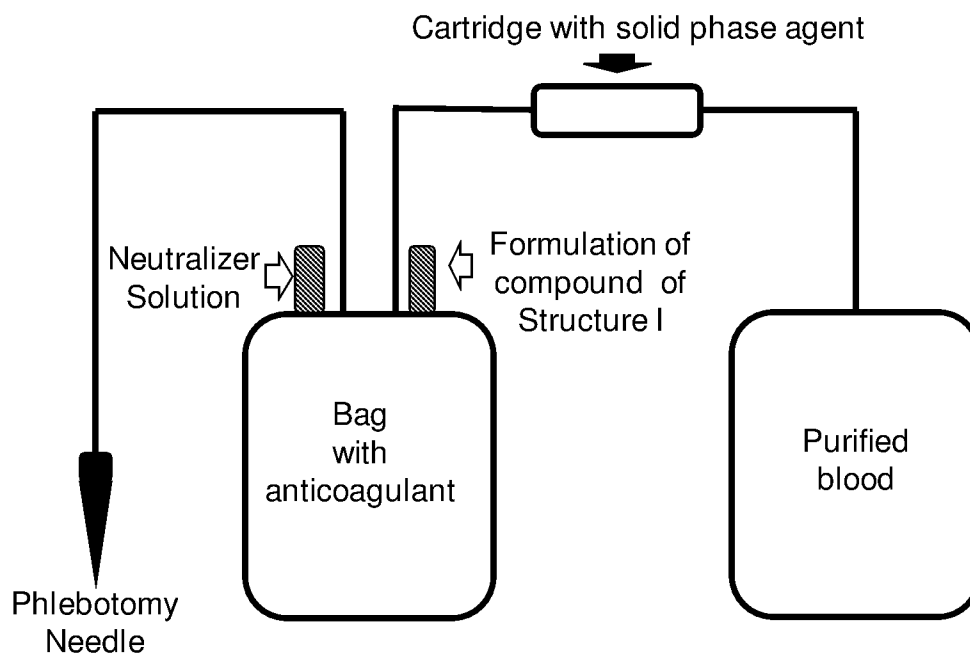 Cartridge with solid phase agent
Neutralizer
Solution
Formulation of
compound of
Structure I
Bag
with
anticoagulant
Purified
blood
Phlebotomy
Needle